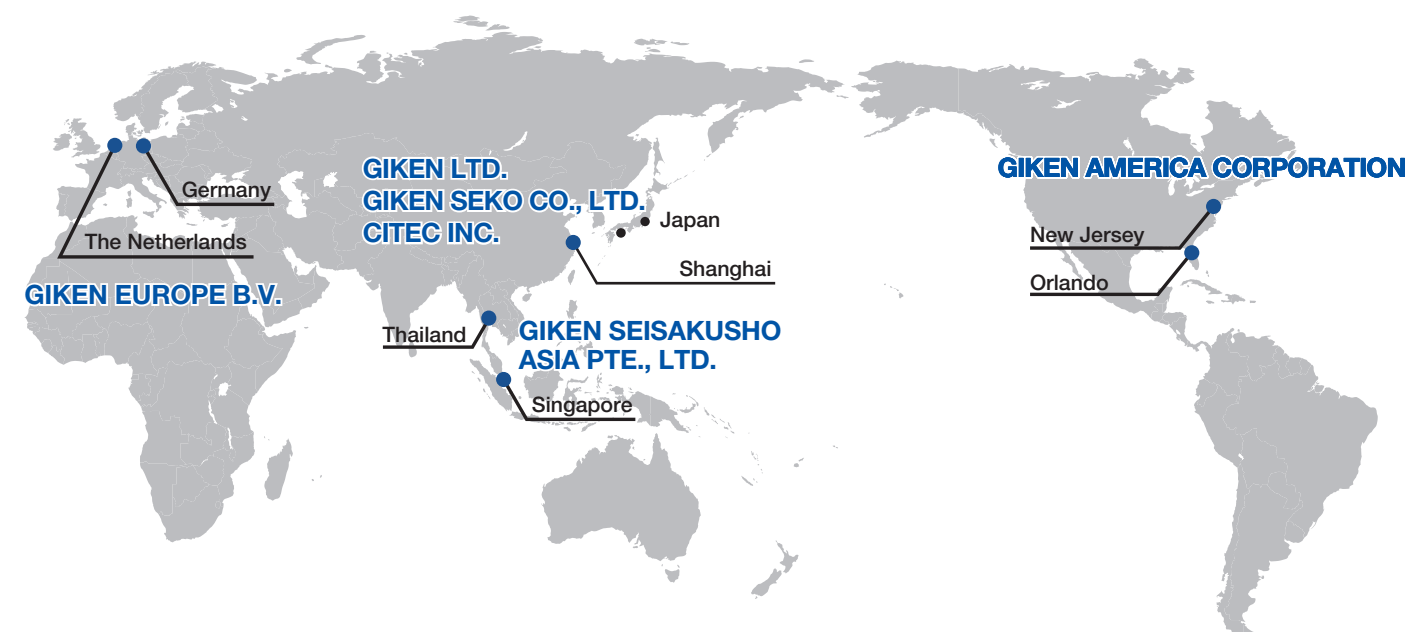 GIKEN AMERICA CORPORATION
GIKEN LTD.
GIKEN SEKO CO., LTD.
CITEC INC.
Germany
Japan
The Netherlands
New Jersey
Shanghai
Orlando
GIKEN EUROPE B.V.
Thailand
GIKEN SEISAKUSHO
ASIA PTE., LTD.
Singapore